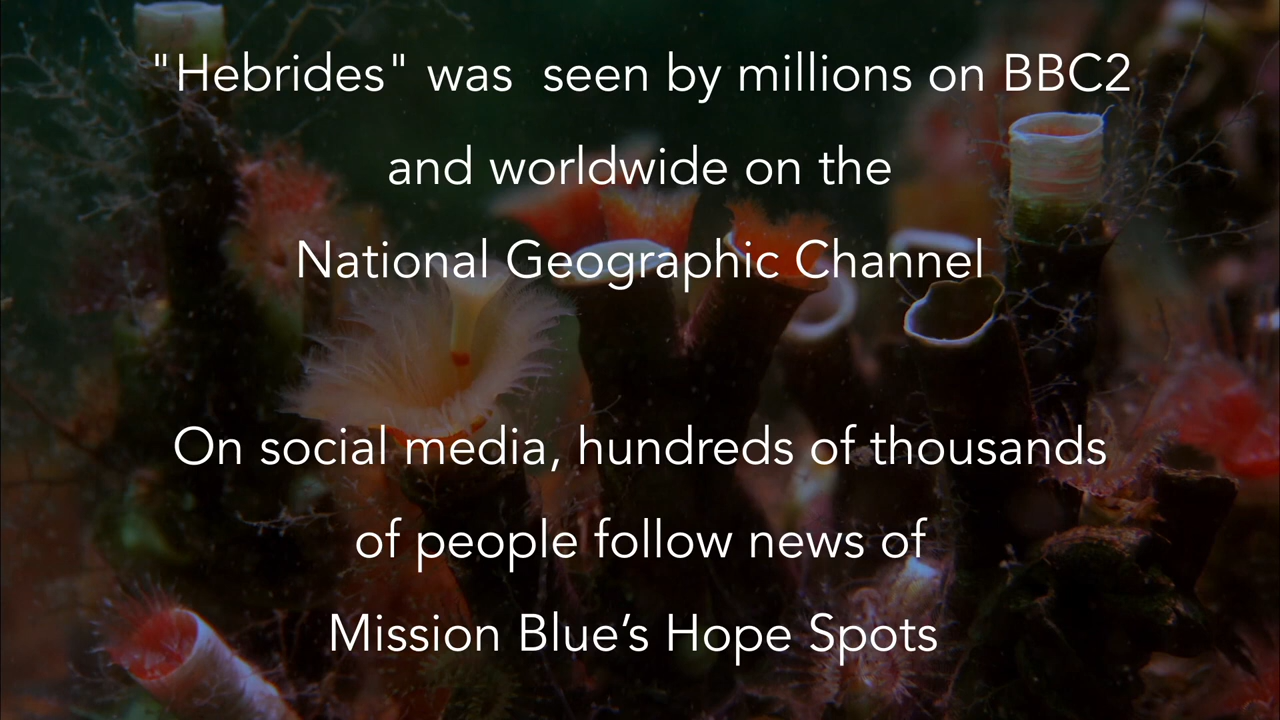 "Hebrides" was  seen by millions on BBC2
and worldwide on the
National Geographic Channel
On social media, hundreds of thousands
of people follow news of
Mission Blue’s Hope Spots